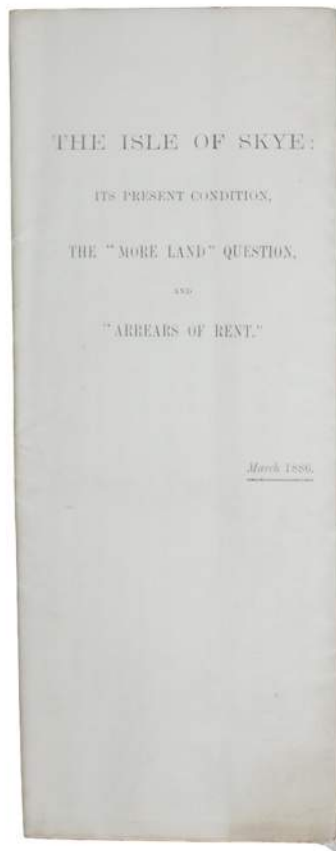 THE ISLE OF SKYE:
ITS PRESENT CONDITION,
THE "MORE LAND" QUESTION,
AND
"ARREARS OF RENT."
March 1886.